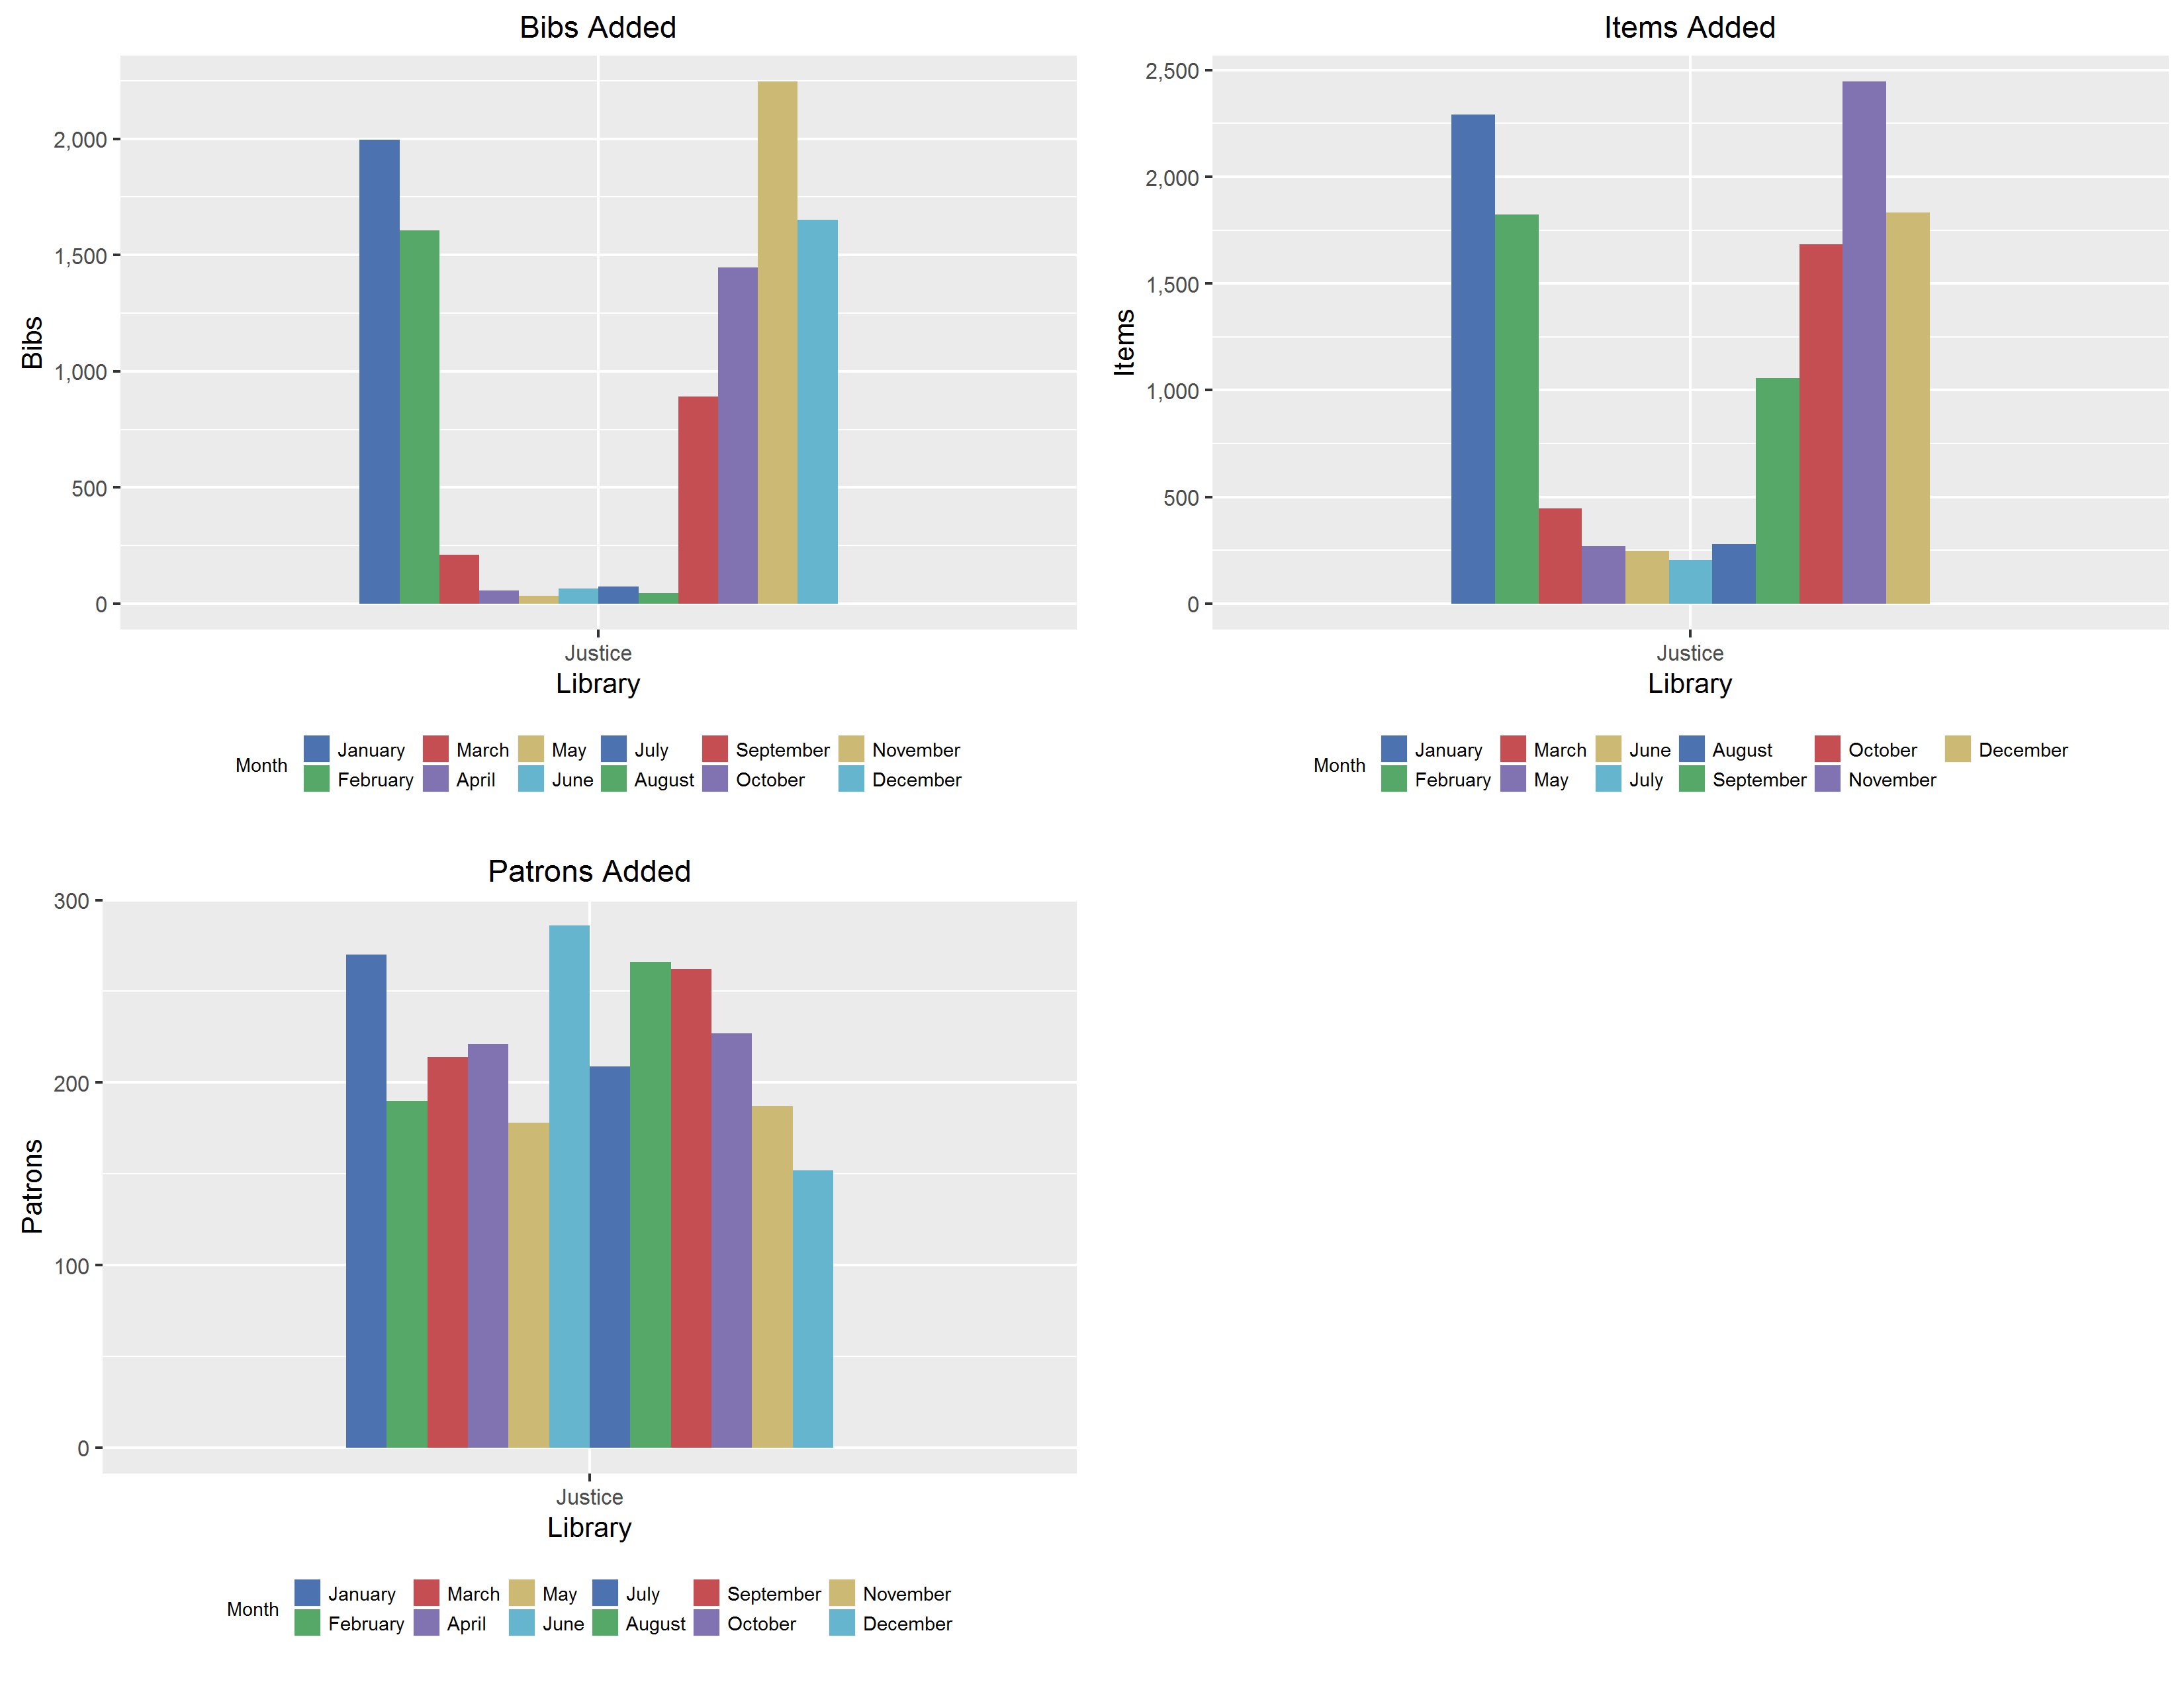 Bibs Added
Bibs
2,000
1,500
1,000
500
0
Justice
Library
Month
January March May July September November
February April June August October December
Items Added
Items
2,500
2,000
1,500
1,000
500
0
Justice
Library
Month
January March June August October December
February May July September November
Patrons Added
Patrons
300
200
100
0
Justice
Library
Month
January March May July September November
February April June August October December